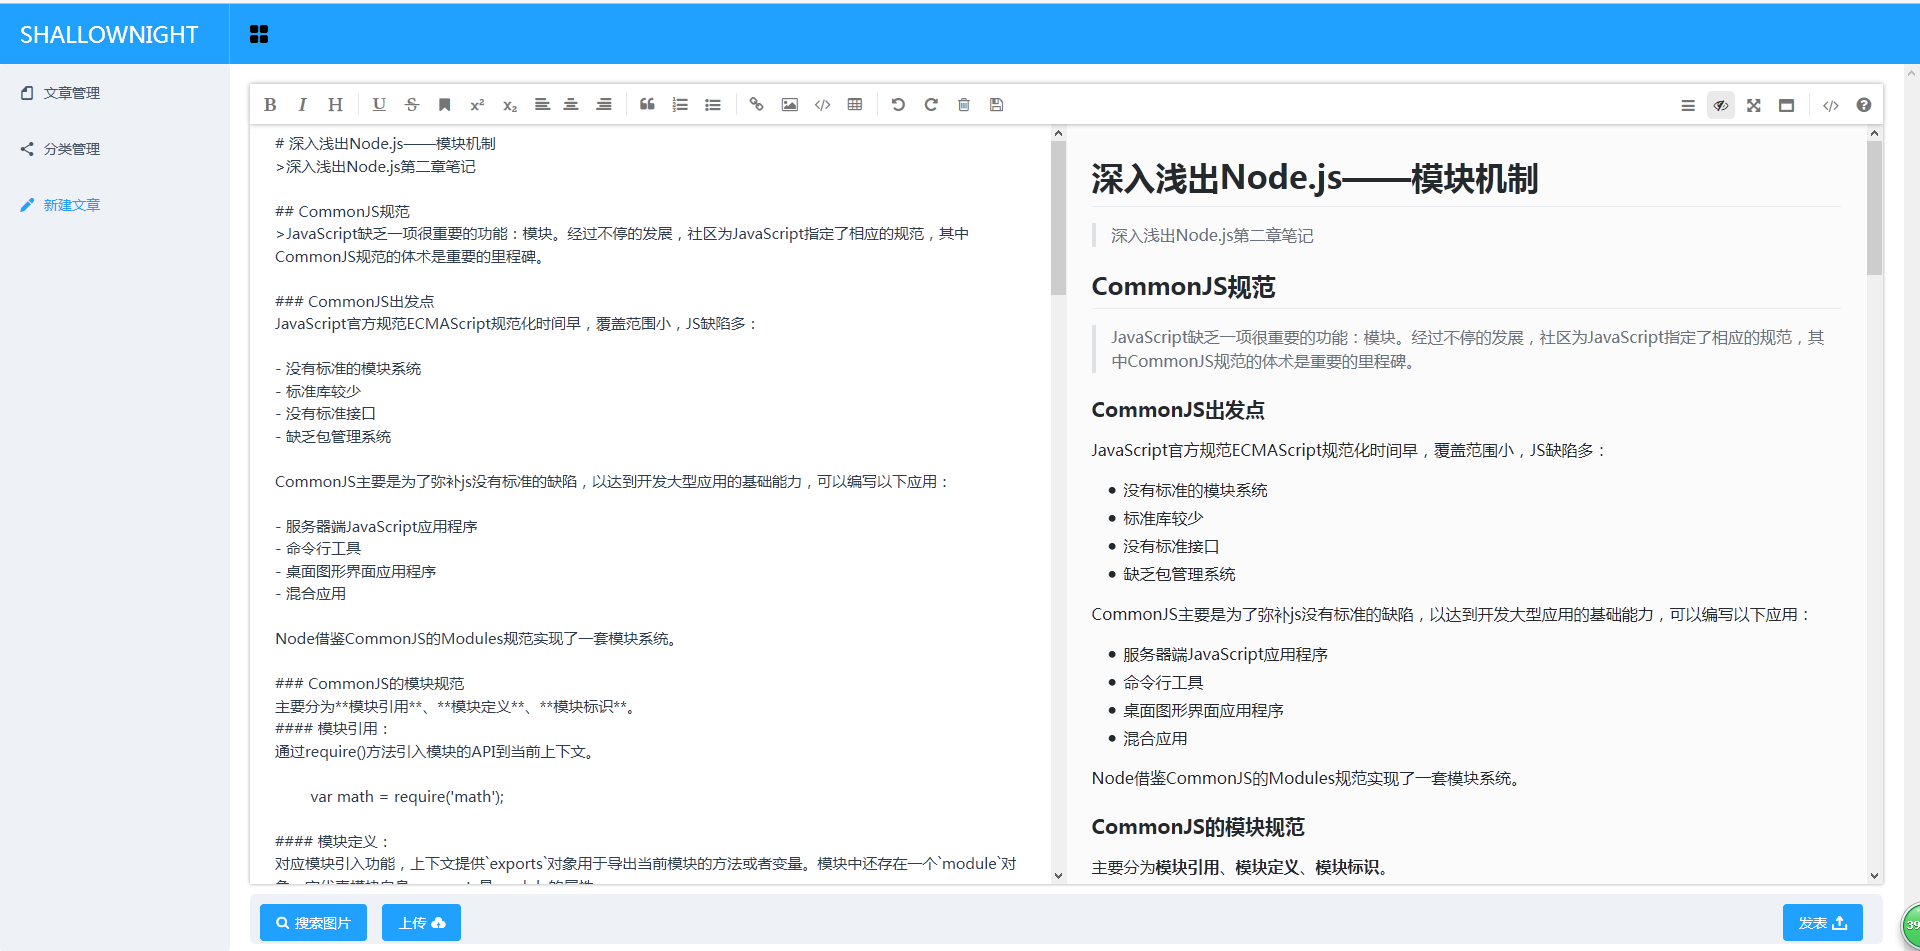 SHALLOWNIGHT
文章管理
分类管理
新建文章
# 深入浅出Node.js——模块机制
>深入浅出Node.js第二章笔记
## CommonJS规范
>JavaScript缺乏一项很重要的功能：模块。经过不停的发展，社区为JavaScript指定了相应的规范，其中
CommonJS规范的体术是重要的里程碑。
### CommonJS出发点
JavaScript官方规范ECMAScript规范化时间早，覆盖范围小，JS缺陷多：
- 没有标准的模块系统
- 标准库较少
- 没有标准接口
- 缺乏包管理系统
CommonJS主要是为了弥补js没有标准的缺陷，以达到开发大型应用的基础能力，可以编写以下应用：
- 服务器端JavaScript应用程序
- 命令行工具
- 桌面图形界面应用程序
- 混合应用
Node借鉴CommonJS的Modules规范实现了一套模块系统。
### CommonJS的模块规范
主要分为**模块引用**、**模块定义**、**模块标识**。
#### 模块引用：
通过require()方法引入模块的API到当前上下文。
var math = require('math');
#### 模块定义：
对应模块引入功能，上下文提供`exports`对象用于导出当前模块的方法或者变量。模块中还存在一个`module`对
深入浅出Node.js——模块机制
深入浅出Node.js第二章笔记
CommonJS规范
JavaScript缺乏一项很重要的功能：模块。经过不停的发展，社区为JavaScript指定了相应的规范，其
中CommonJS规范的体术是重要的里程碑。
CommonJS出发点
JavaScript官方规范ECMAScript规范化时间早，覆盖范围小，JS缺陷多：
没有标准的模块系统
标准库较少
没有标准接口
缺乏包管理系统
CommonJS主要是为了弥补js没有标准的缺陷，以达到开发大型应用的基础能力，可以编写以下应用：
服务器端JavaScript应用程序
命令行工具
桌面图形界面应用程序
混合应用
Node借鉴CommonJS的Modules规范实现了一套模块系统。
CommonJS的模块规范
主要分为模块引用、模块定义、模块标识。
搜索图片
上传
发表
39